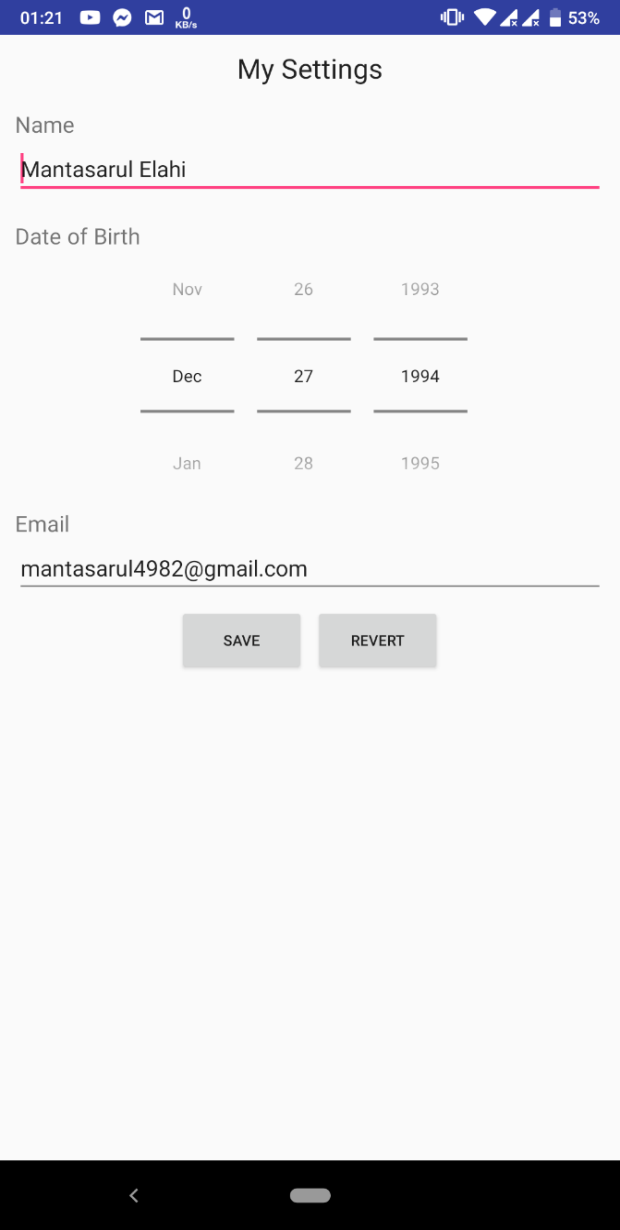 01:21 0 KB/s 53%
My Settings
Name
Mantasarul Elahi
Date of Birth
Nov 26 1993
Dec 27 1994
Jan 28 1995
Email
mantasarul4982@gmail.com
SAVE REVERT